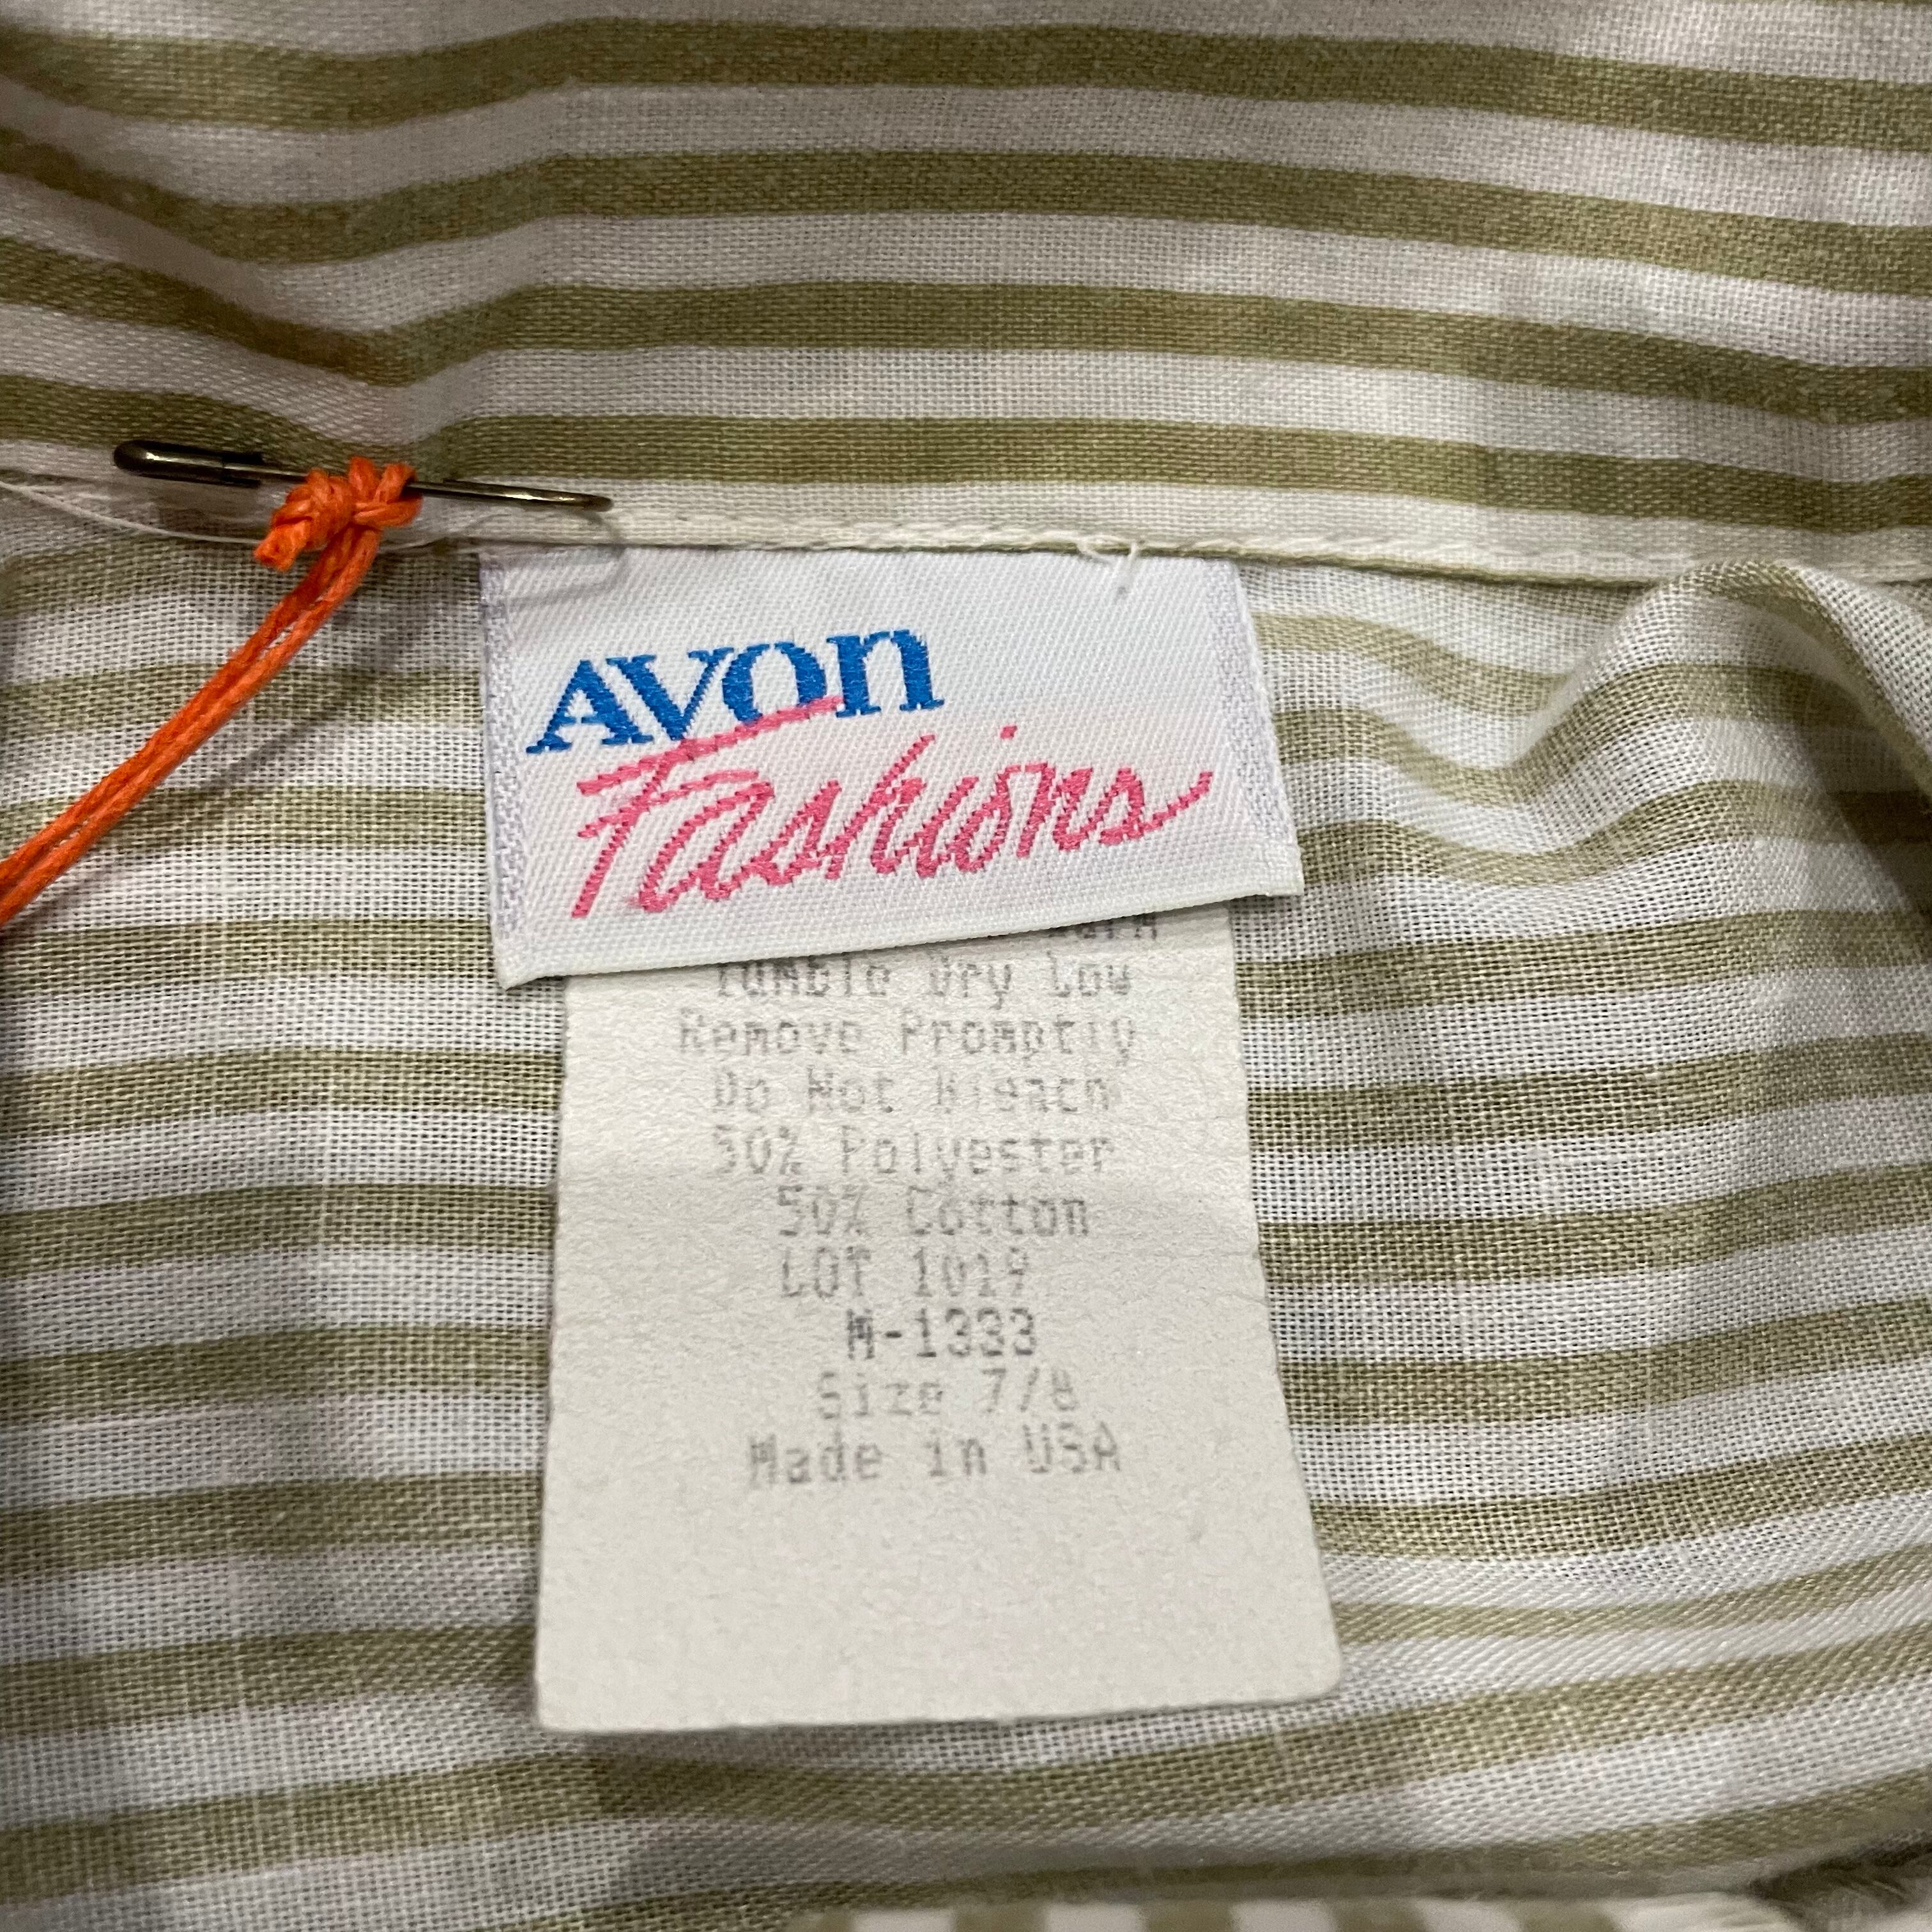 AVON
Fashions
Tumble Dry Low
Remove Promptly
Do Not Bleach
50% Polyester
50% Cotton
LOT 1019
M-1333
Size 7/8
Made in USA